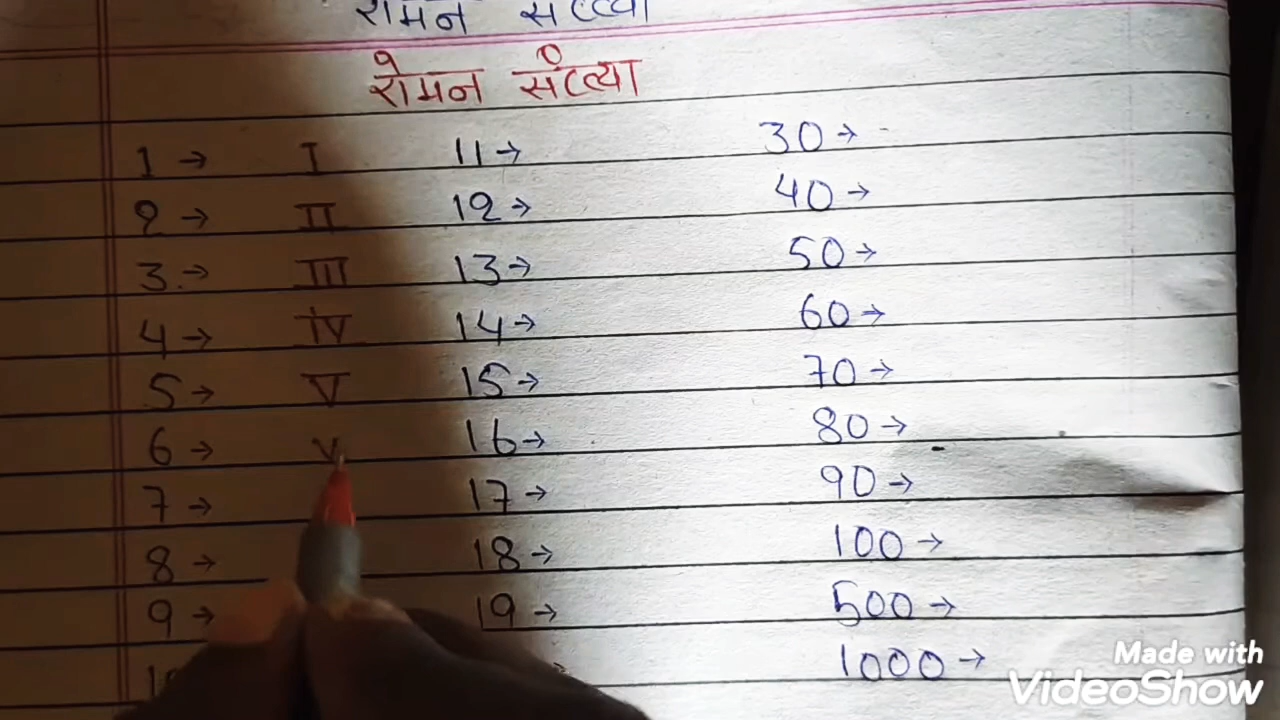 रोमन संख्या
रोमन संख्या
1 → I 11 → 30 →
2 → II 12 → 40 →
3 → III 13 → 50 →
4 → IV 14 → 60 →
5 → V 15 → 70 →
6 → V 16 → 80 →
7 → 17 → 90 →
8 → 18 → 100 →
9 → 19 → 500 →
1000 →
Made with
VideoShow